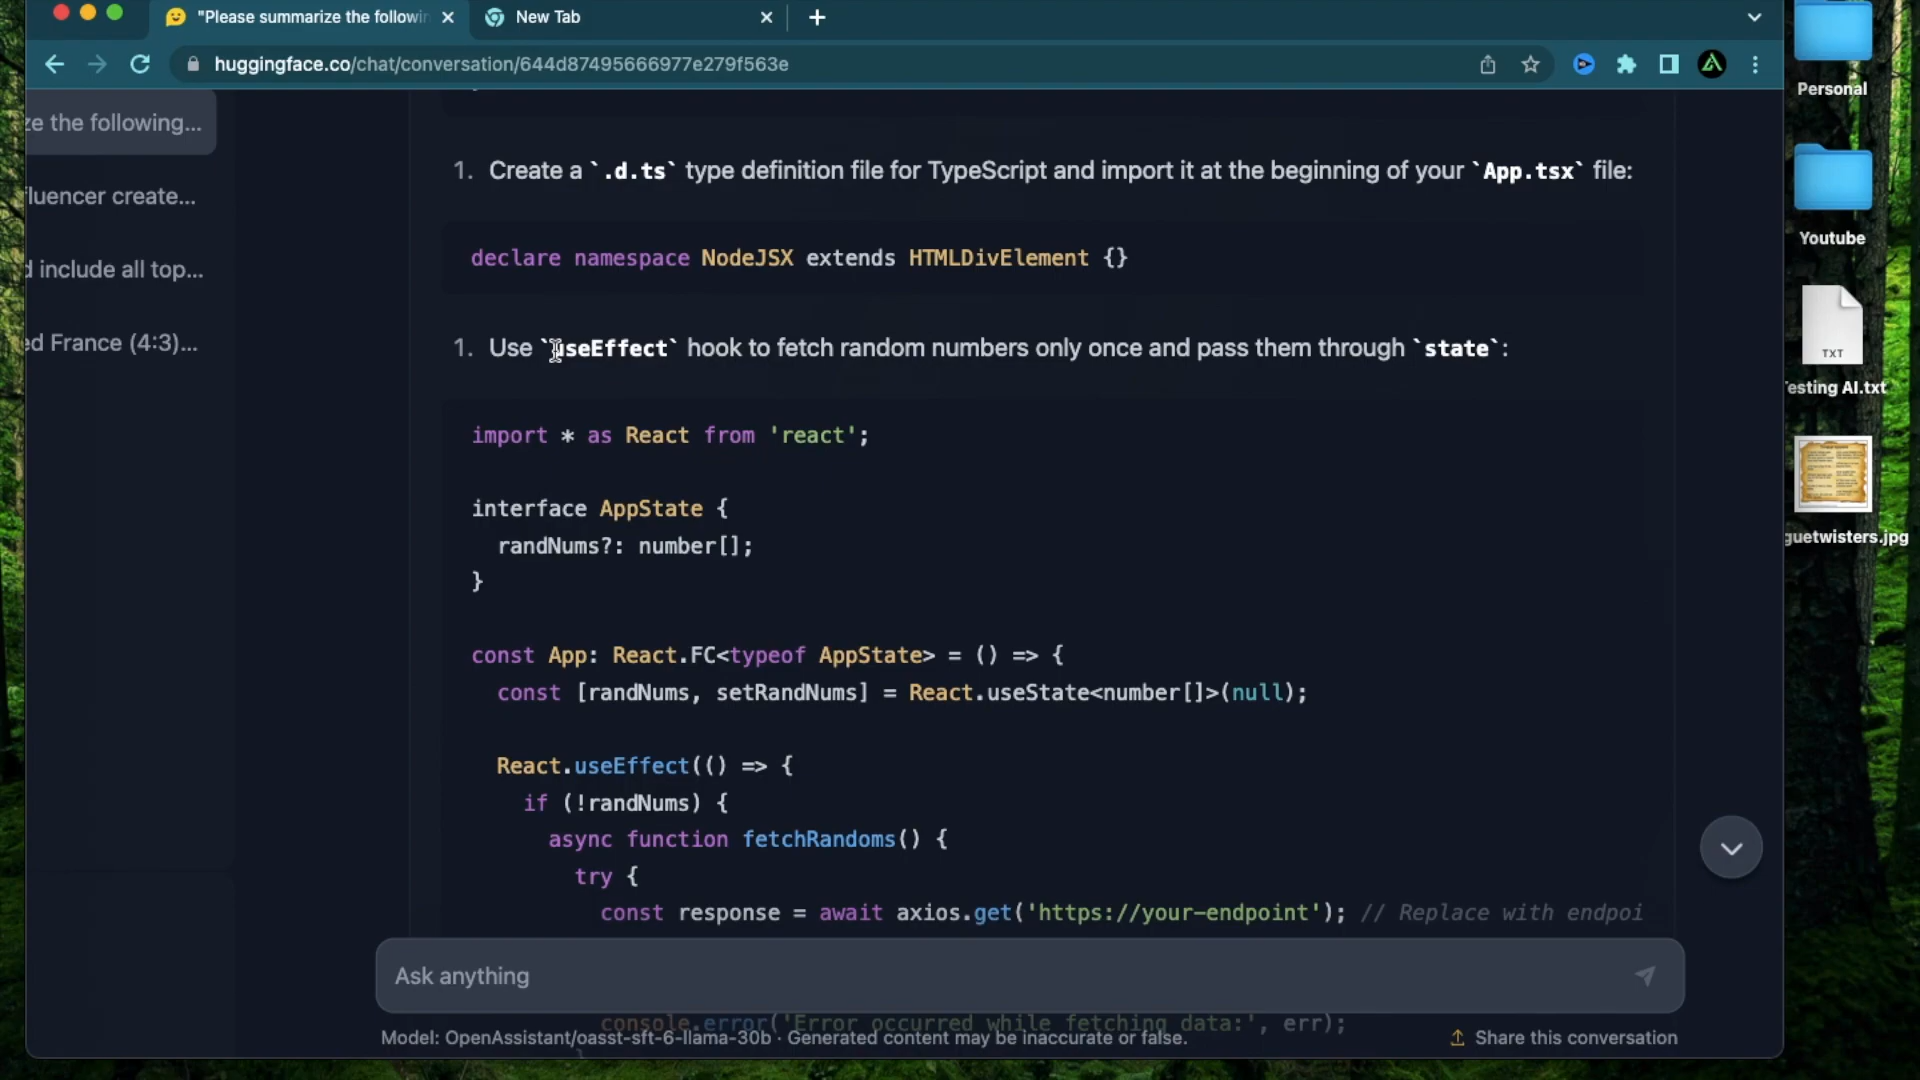 "Please summarize the followin
New Tab
huggingface.co/chat/conversation/644d87495666977e279f563e
Personal
ze the following...
1. Create a `.d.ts` type definition file for TypeScript and import it at the beginning of your `App.tsx` file:
fluencer create...
Youtube
declare namespace NodeJSX extends HTMLDivElement {}
d include all top...
ed France (4:3)...
1. Use `useEffect` hook to fetch random numbers only once and pass them through `state`:
TXT
Testing AI.txt
import * as React from 'react';
interface AppState {
guetwisters.jpg
randNums?: number[];
}
const App: React.FC<typeof AppState> = () => {
const [randNums, setRandNums] = React.useState<number[]>(null);
React.useEffect(() => {
if (!randNums) {
async function fetchRandoms() {
try {
const response = await axios.get('https://your-endpoint'); // Replace with endpoi
Ask anything
console.error('Error occurred while fetching data:', err);
Model: OpenAssistant/oasst-sft-6-llama-30b · Generated content may be inaccurate or false.
Share this conversation